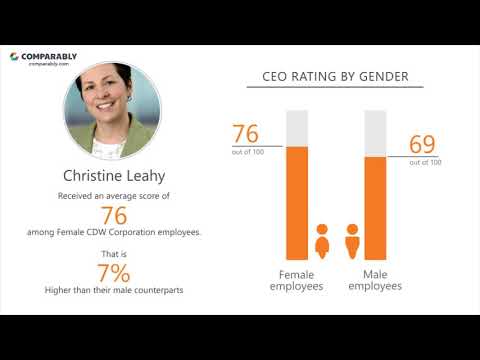 COMPARABLY
comparably.com
Christine Leahy
Received an average score of
76
among Female CDW Corporation employees.
That is
7%
Higher than their male counterparts
CEO RATING BY GENDER
76
out of 100
69
out of 100
Female
employees
Male
employees